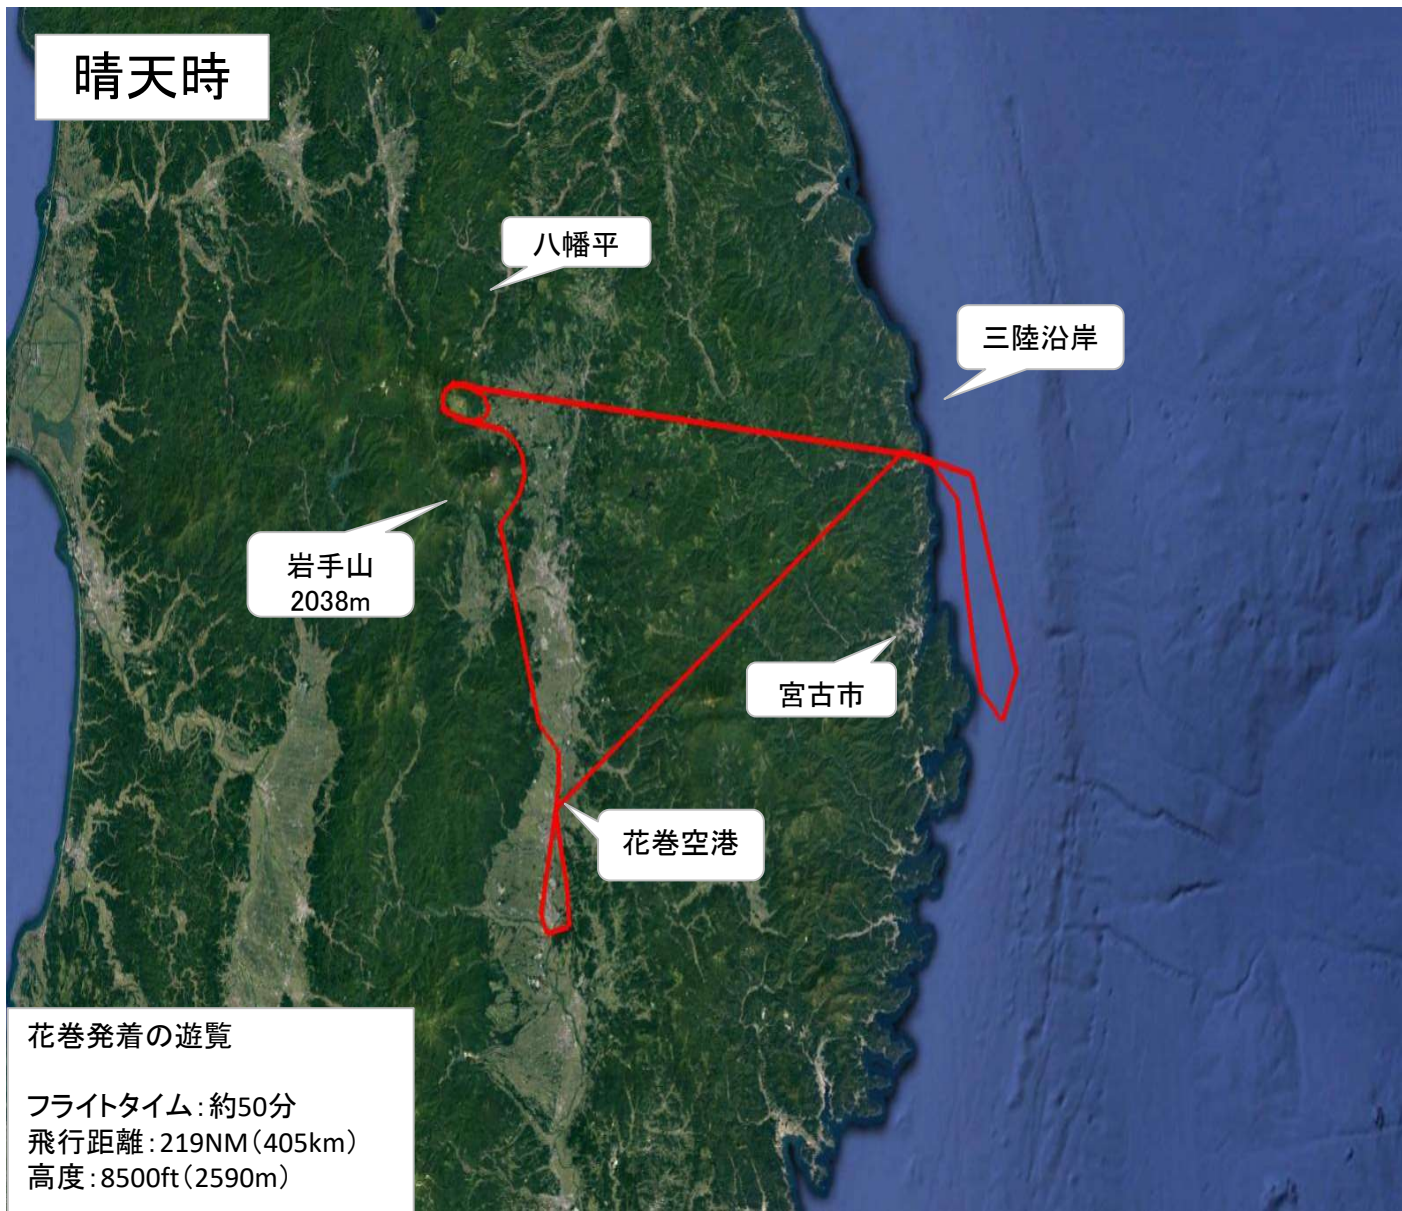 晴天時
八幡平
三陸沿岸
岩手山
2038m
宮古市
花巻空港
花巻発着の遊覧
フライトタイム：約50分
飛行距離：219NM（405km）
高度：8500ft（2590m）